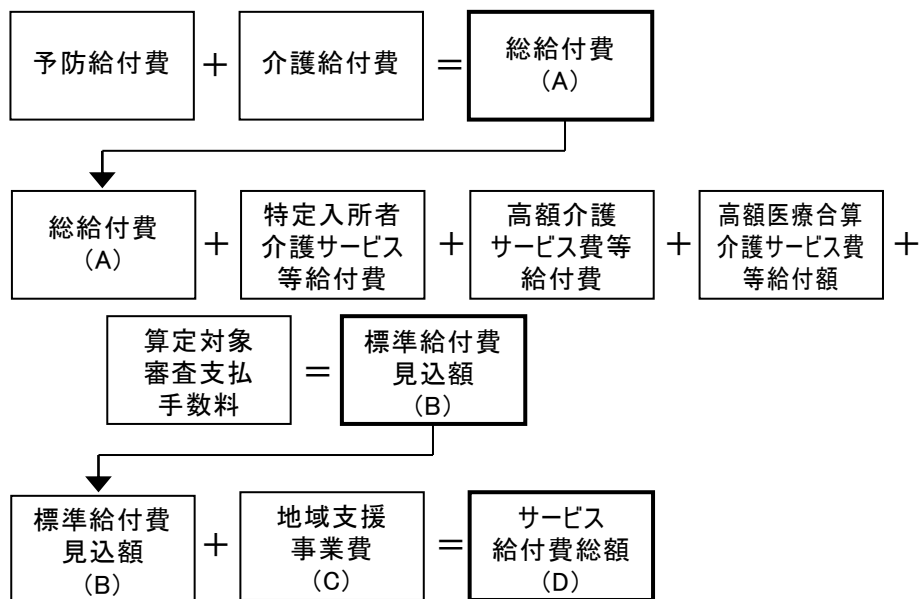 予防給付費 + 介護給付費 = 総給付費
(A)
総給付費
(A)
+
特定入所者
介護サービス
等給付費
+
高額介護
サービス費等
給付費
+
高額医療合算
介護サービス費
等給付額
+
算定対象
審査支払
手数料
=
標準給付費
見込額
(B)
標準給付費
見込額
(B)
+
地域支援
事業費
(C)
=
サービス
給付費総額
(D)